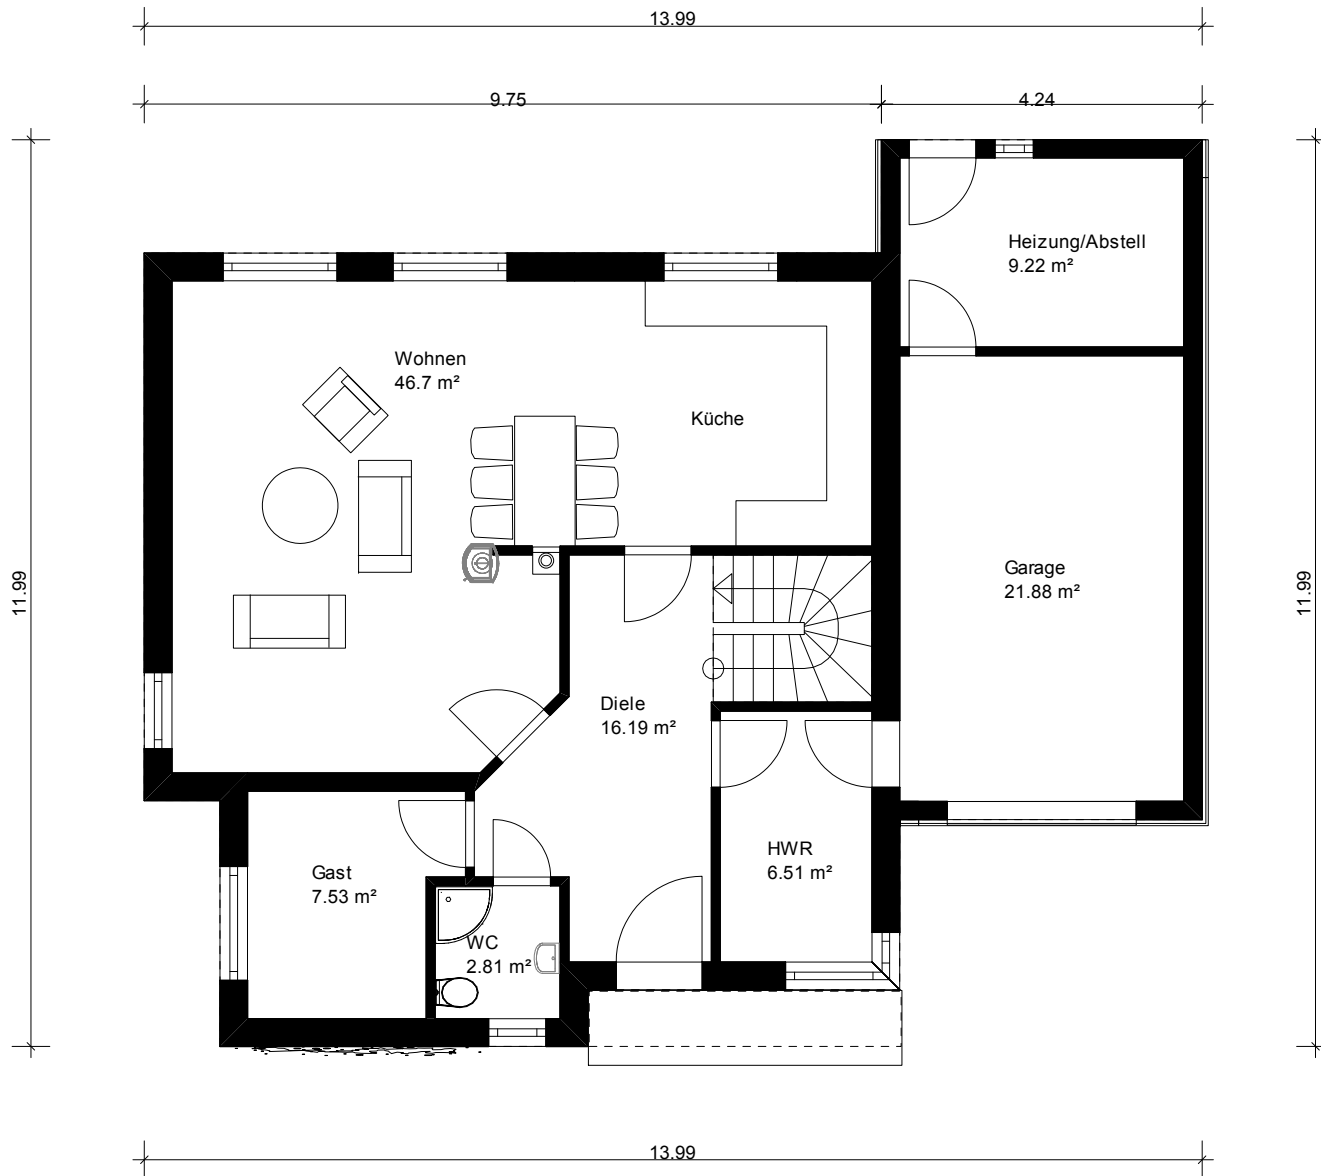 13.99
9.75
4.24
Heizung/Abstell
9.22 m²
Wohnen
46.7 m²
Küche
11.99
11.99
Garage
21.88 m²
Diele
16.19 m²
HWR
6.51 m²
Gast
7.53 m²
WC
2.81 m²
13.99